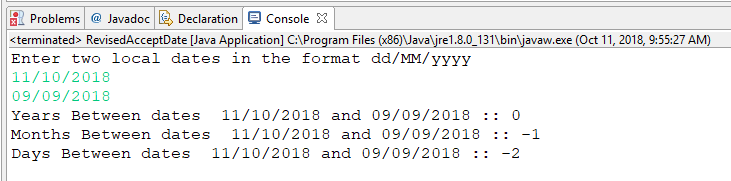 Problems @ Javadoc Declaration Console
<terminated> RevisedAcceptDate [Java Application] C:\Program Files (x86)\Java\jre1.8.0_131\bin\javaw.exe (Oct 11, 2018, 9:55:27 AM)
Enter two local dates in the format dd/MM/yyyy
11/10/2018
09/09/2018
Years Between dates  11/10/2018 and 09/09/2018 :: 0
Months Between dates  11/10/2018 and 09/09/2018 :: -1
Days Between dates  11/10/2018 and 09/09/2018 :: -2